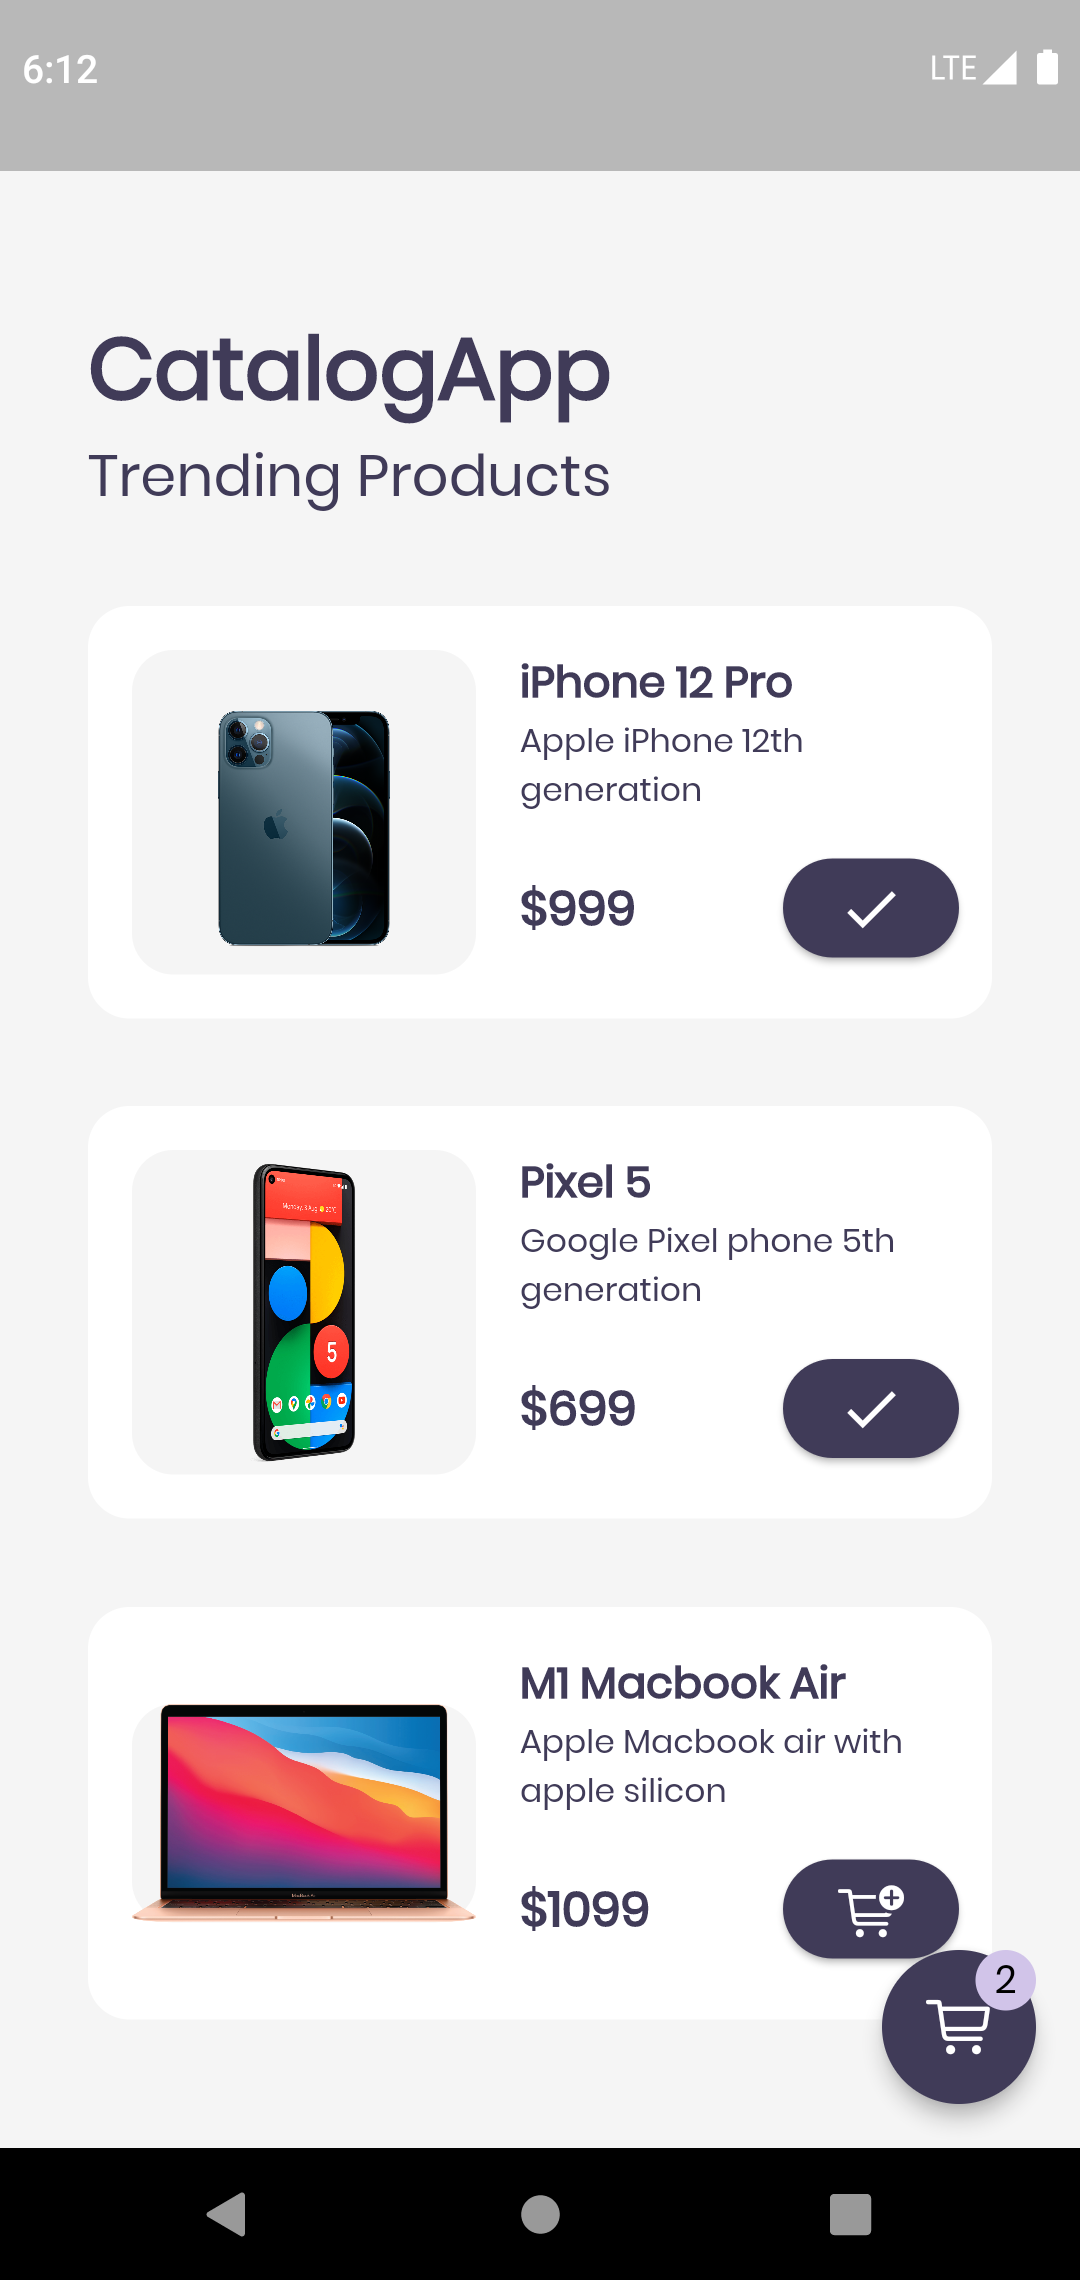 6:12
LTE
CatalogApp
Trending Products
iPhone 12 Pro
Apple iPhone 12th
generation
$999
Pixel 5
Google Pixel phone 5th
generation
$699
5
M1 Macbook Air
Apple Macbook air with
apple silicon
$1099
2